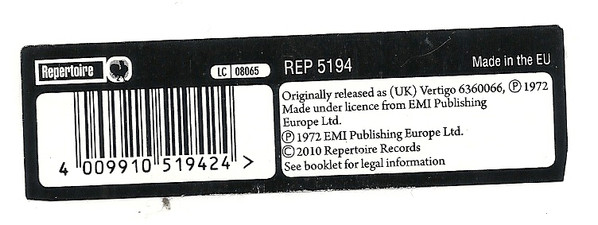 Repertoire
LC 08065
REP 5194
Made in the EU
Originally released as (UK) Vertigo 6360066, Ⓟ 1972
Made under licence from EMI Publishing
Europe Ltd.
Ⓟ 1972 EMI Publishing Europe Ltd.
© 2010 Repertoire Records
See booklet for legal information
4 009910 519424 >